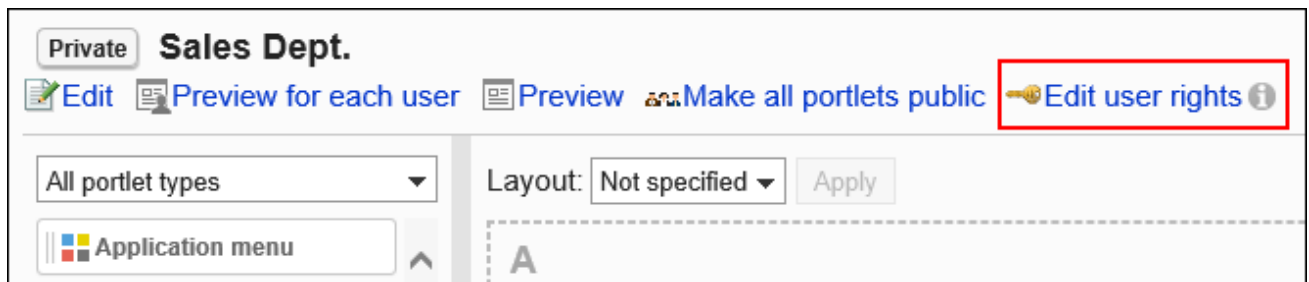 Private Sales Dept.
Edit Preview for each user Preview Make all portlets public Edit user rights
All portlet types Layout: Not specified Apply
Application menu A